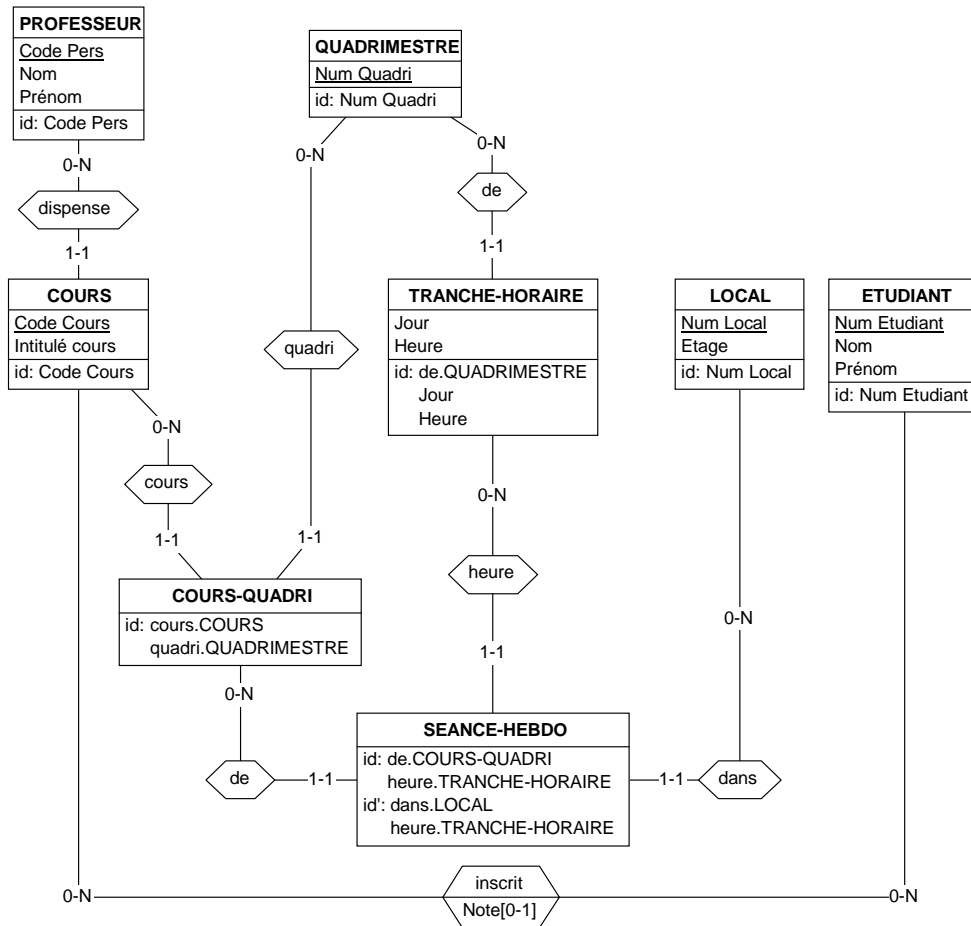 PROFESSEUR
Code Pers
Nom
Prénom
id: Code Pers
QUADRIMESTRE
Num Quadri
id: Num Quadri
0-N
0-N
0-N
de
dispense
1-1
1-1
COURS
Code Cours
Intitulé cours
id: Code Cours
TRANCHE-HORAIRE
Jour
Heure
id: de.QUADRIMESTRE
Jour
Heure
LOCAL
Num Local
Etage
id: Num Local
ETUDIANT
Num Etudiant
Nom
Prénom
id: Num Etudiant
quadri
0-N
cours
0-N
1-1
1-1
heure
COURS-QUADRI
id: cours.COURS
quadri.QUADRIMESTRE
0-N
1-1
0-N
SEANCE-HEBDO
id: de.COURS-QUADRI
heure.TRANCHE-HORAIRE
id': dans.LOCAL
heure.TRANCHE-HORAIRE
de
1-1
1-1
dans
0-N
inscrit
Note[0-1]
0-N